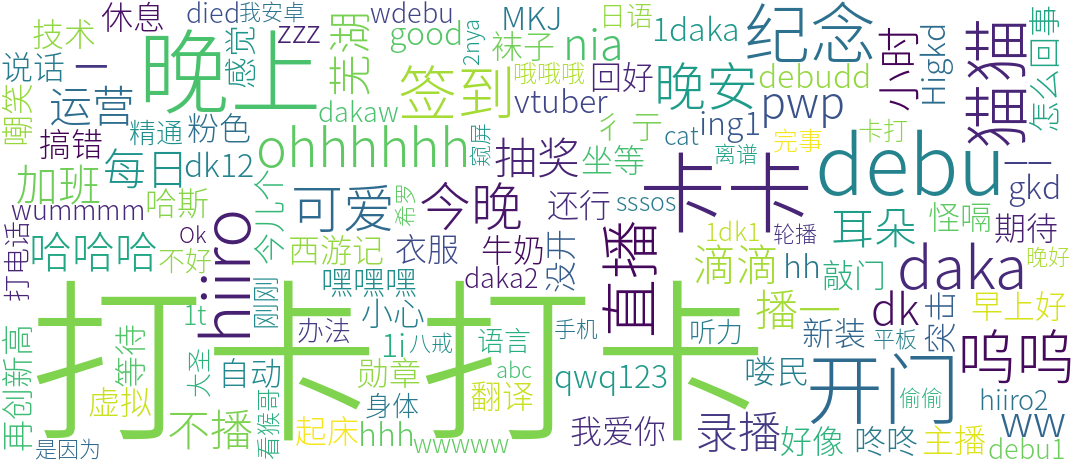 休息
died
我安卓
wdebu
MKJ
日语
1daka
纪念
猫猫
回事
怎么
技术
zzz
good
2nya
袜子
nia
小时
Higkd
说话
一
感觉
芜湖
签到
哦哦哦
回好
晚安
debudd
嘲笑
运营
晚上
dakaw
vtuber
pwp
搞错
精通
粉色
ohhhhhh
窥屏
彳亍
cat
ing1
完事
卡打
每日
dk12
抽奖
坐等
离谱
debu
一一
gkd
加班
哈斯
今儿个
可爱
希罗
今晚
还行
sssos
卡卡
耳朵
怪嗝
期待
wummmm
ok
hiiro
1dk1
轮播
晚好
打电话
哈哈哈
不好
西游记
衣服
牛奶
没开
直播
滴滴
hh
敲门
daka
嘿嘿嘿
daka2
打卡打卡
1t
刚刚
小心
播一
dk
突击
早上好
再创新高
等待
办法
1i
八戒
语言
手机
听力
新装
平板
开门
呜呜
大圣
自动
勋章
abc
qwq123
喽民
偷偷
hiiro2
ww
虚拟
不播
看猴哥
起床
身体
翻译
我爱你
录播
好像
咚咚
主播
debu1
是因为
hhh
wwwww